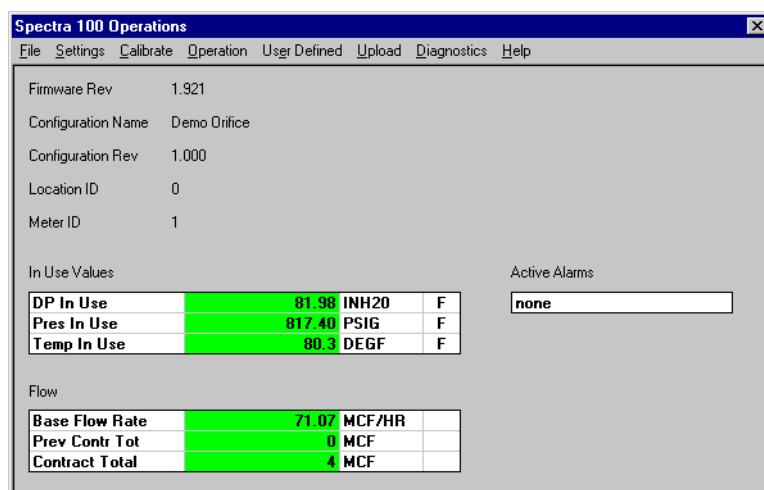 Spectra 100 Operations
File Settings Calibrate Operation User Defined Upload Diagnostics Help
Firmware Rev 1.921
Configuration Name Demo Orifice
Configuration Rev 1.000
Location ID 0
Meter ID 1
In Use Values Active Alarms
DP In Use 81.98 INH20 F none
Pres In Use 817.40 PSIG F
Temp In Use 80.3 DEGF F
Flow
Base Flow Rate 71.07 MCF/HR
Prev Contr Tot 0 MCF
Contract Total 4 MCF